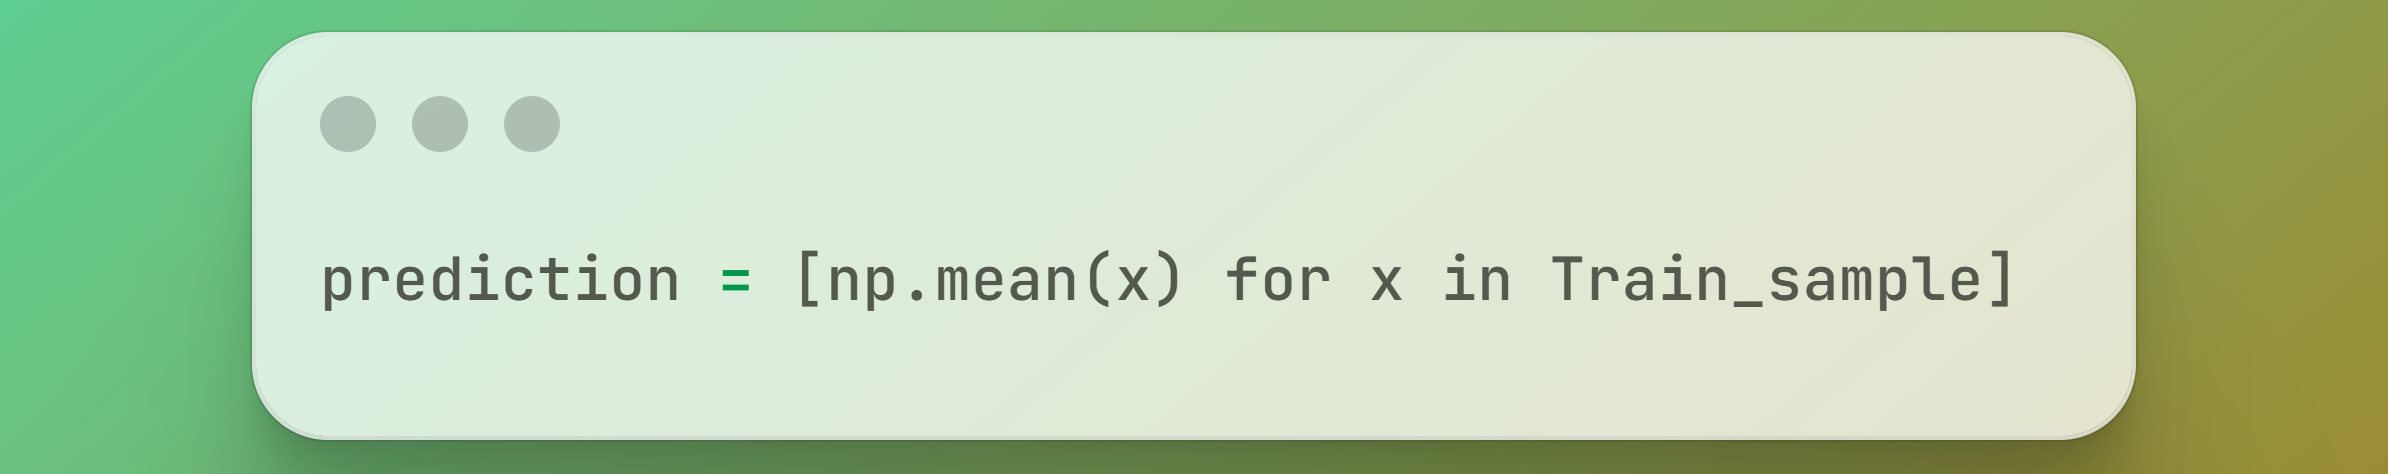 prediction = [np.mean(x) for x in Train_sample]